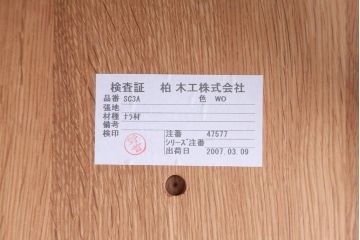 検査証 柏木工株式会社
品番 SG3A 色 WO
張地
材種 ナラ材
備考
検印 注番 47577
シリーズ注番
出荷日 2007.03.09